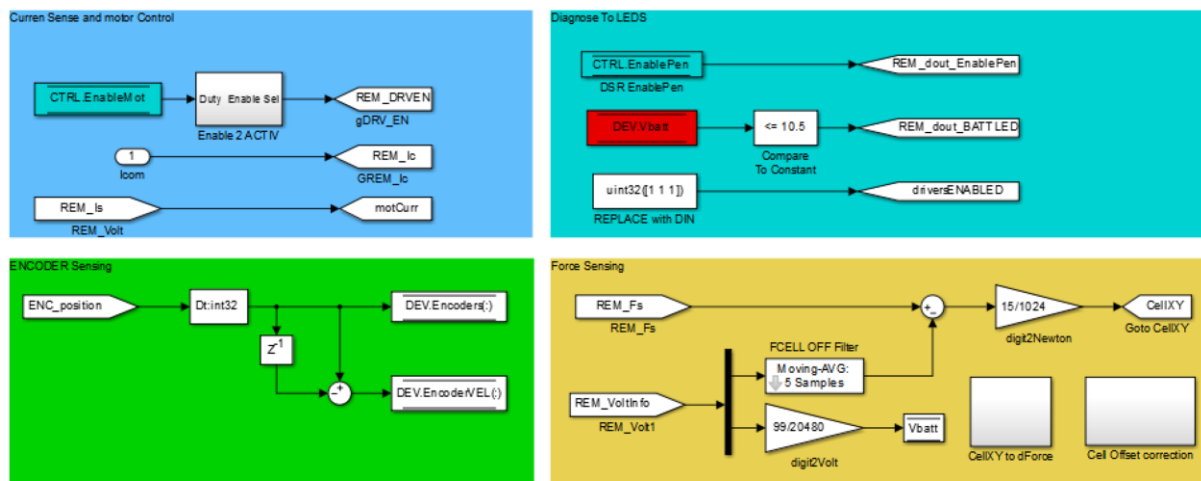 Curren Sense and motor Control
CTRL.EnableMot
Duty Enable Sel
REM_DRVEN
Enable 2 ACTIV
gDRV_EN
1
REM_Ic
Icom
GREM_Ic
REM_Is
motCurr
REM_Volt
Diagnose To LEDS
CTRL.EnablePen
REM_dout_EnablePen
DSR EnablePen
DEV.Vbatt
<= 10.5
REM_dout_BATTLED
Compare
To Constant
uint32([1 1 1])
driversENABLED
REPLACE with DIN
ENCODER Sensing
ENC_position
Dt:int32
DEV.Encoders(:)
Z-1
-+
DEV.EncoderVEL(:)
Force Sensing
REM_Fs
+-
15/1024
CellXY
REM_Fs
digit2Newton
Goto CellXY
FCELL OFF Filter
Moving-AVG:
5 Samples
REM_VoltInfo
REM_Volt1
99/20480
Vbatt
digit2Volt
CellXY to dForce
Cell Offset correction